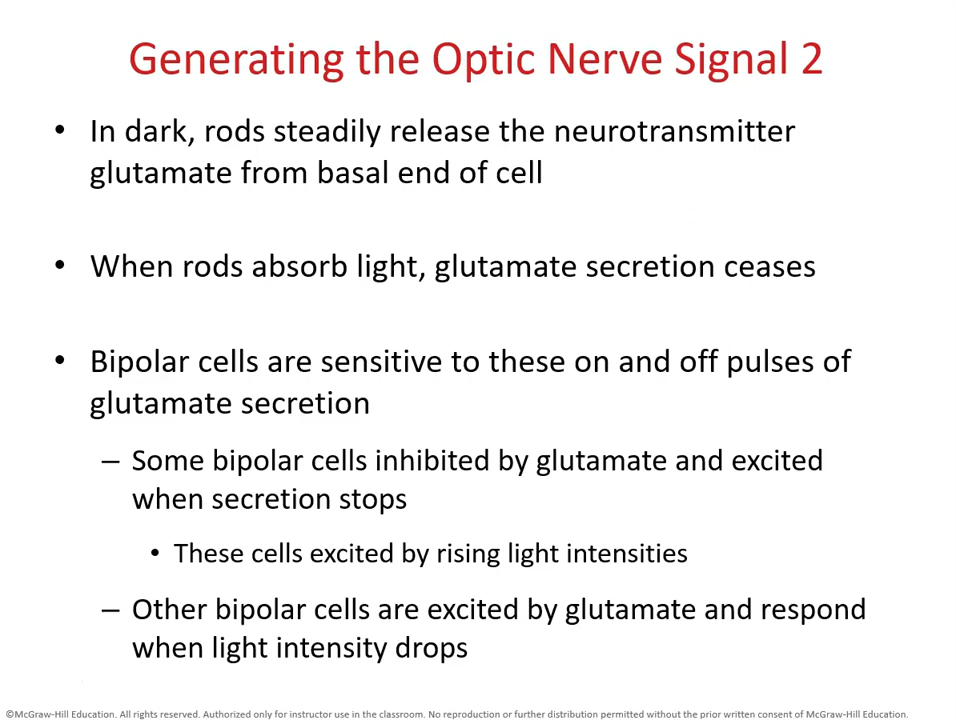 Generating the Optic Nerve Signal 2
• In dark, rods steadily release the neurotransmitter
glutamate from basal end of cell
• When rods absorb light, glutamate secretion ceases
• Bipolar cells are sensitive to these on and off pulses of
glutamate secretion
– Some bipolar cells inhibited by glutamate and excited
when secretion stops
• These cells excited by rising light intensities
– Other bipolar cells are excited by glutamate and respond
when light intensity drops
©McGraw-Hill Education. All rights reserved. Authorized only for instructor use in the classroom. No reproduction or further distribution permitted without the prior written consent of McGraw-Hill Education.